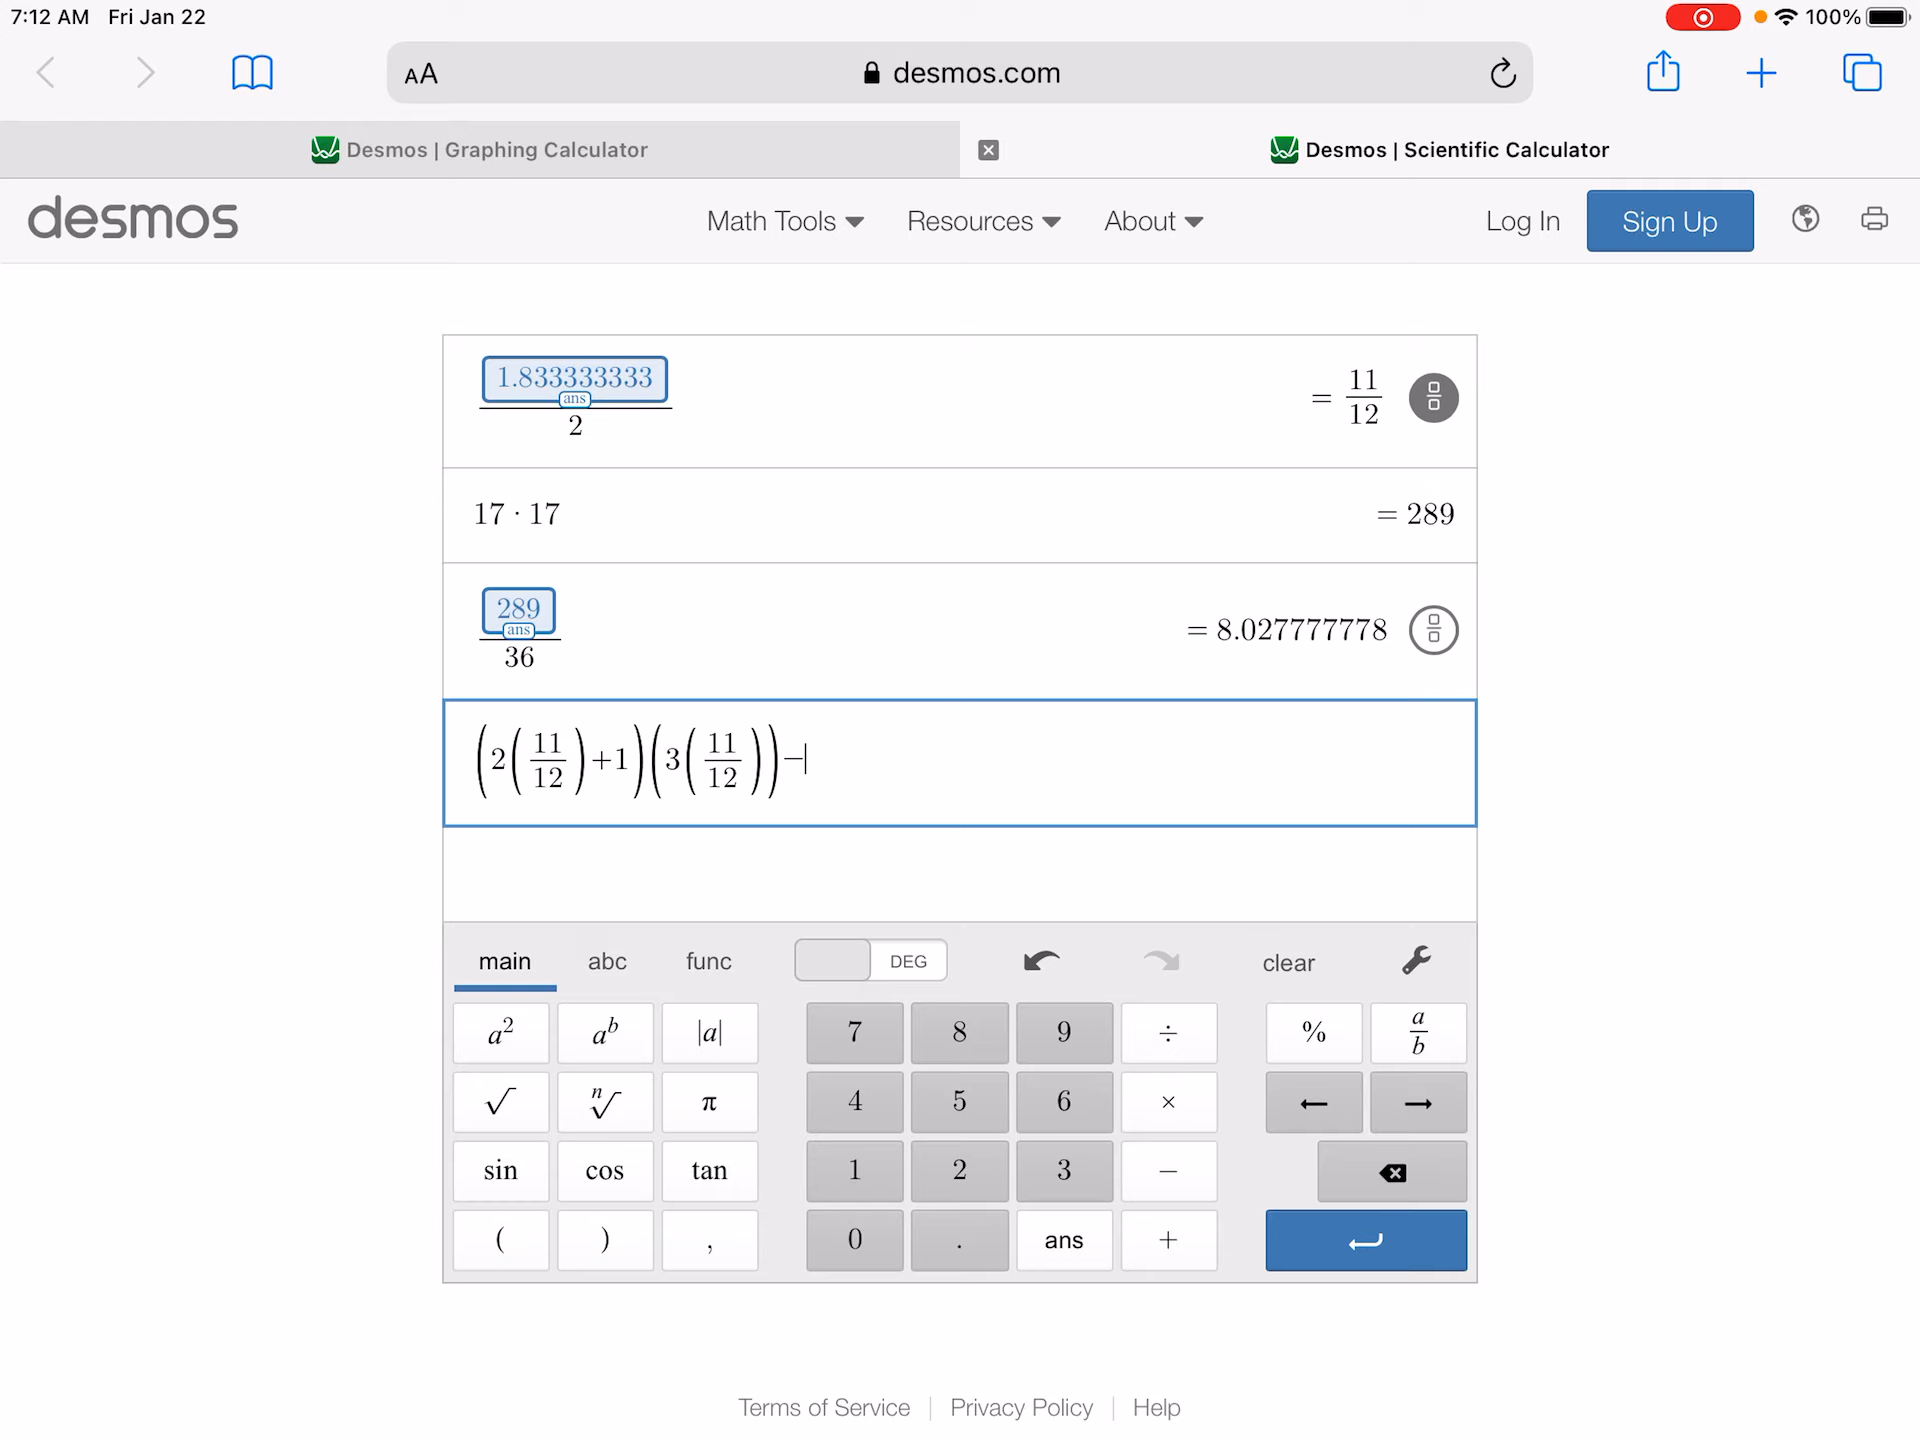 7:12 AM Fri Jan 22
100%
AA desmos.com
Desmos | Graphing Calculator
Desmos | Scientific Calculator
desmos
Math Tools Resources About
Log In Sign Up
1.833333333
ans
2
= 11/12
17 · 17 = 289
289
ans
36
= 8.027777778
(2(11/12)+1)(3(11/12))−
main abc func DEG clear
a² aᵇ |a| 7 8 9 ÷ % a/b
√ ⁿ√ π 4 5 6 × ← →
sin cos tan 1 2 3 −
( ) , 0 . ans +
Terms of Service | Privacy Policy | Help